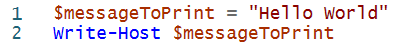 1 $messageToPrint = "Hello World"
2 Write-Host $messageToPrint